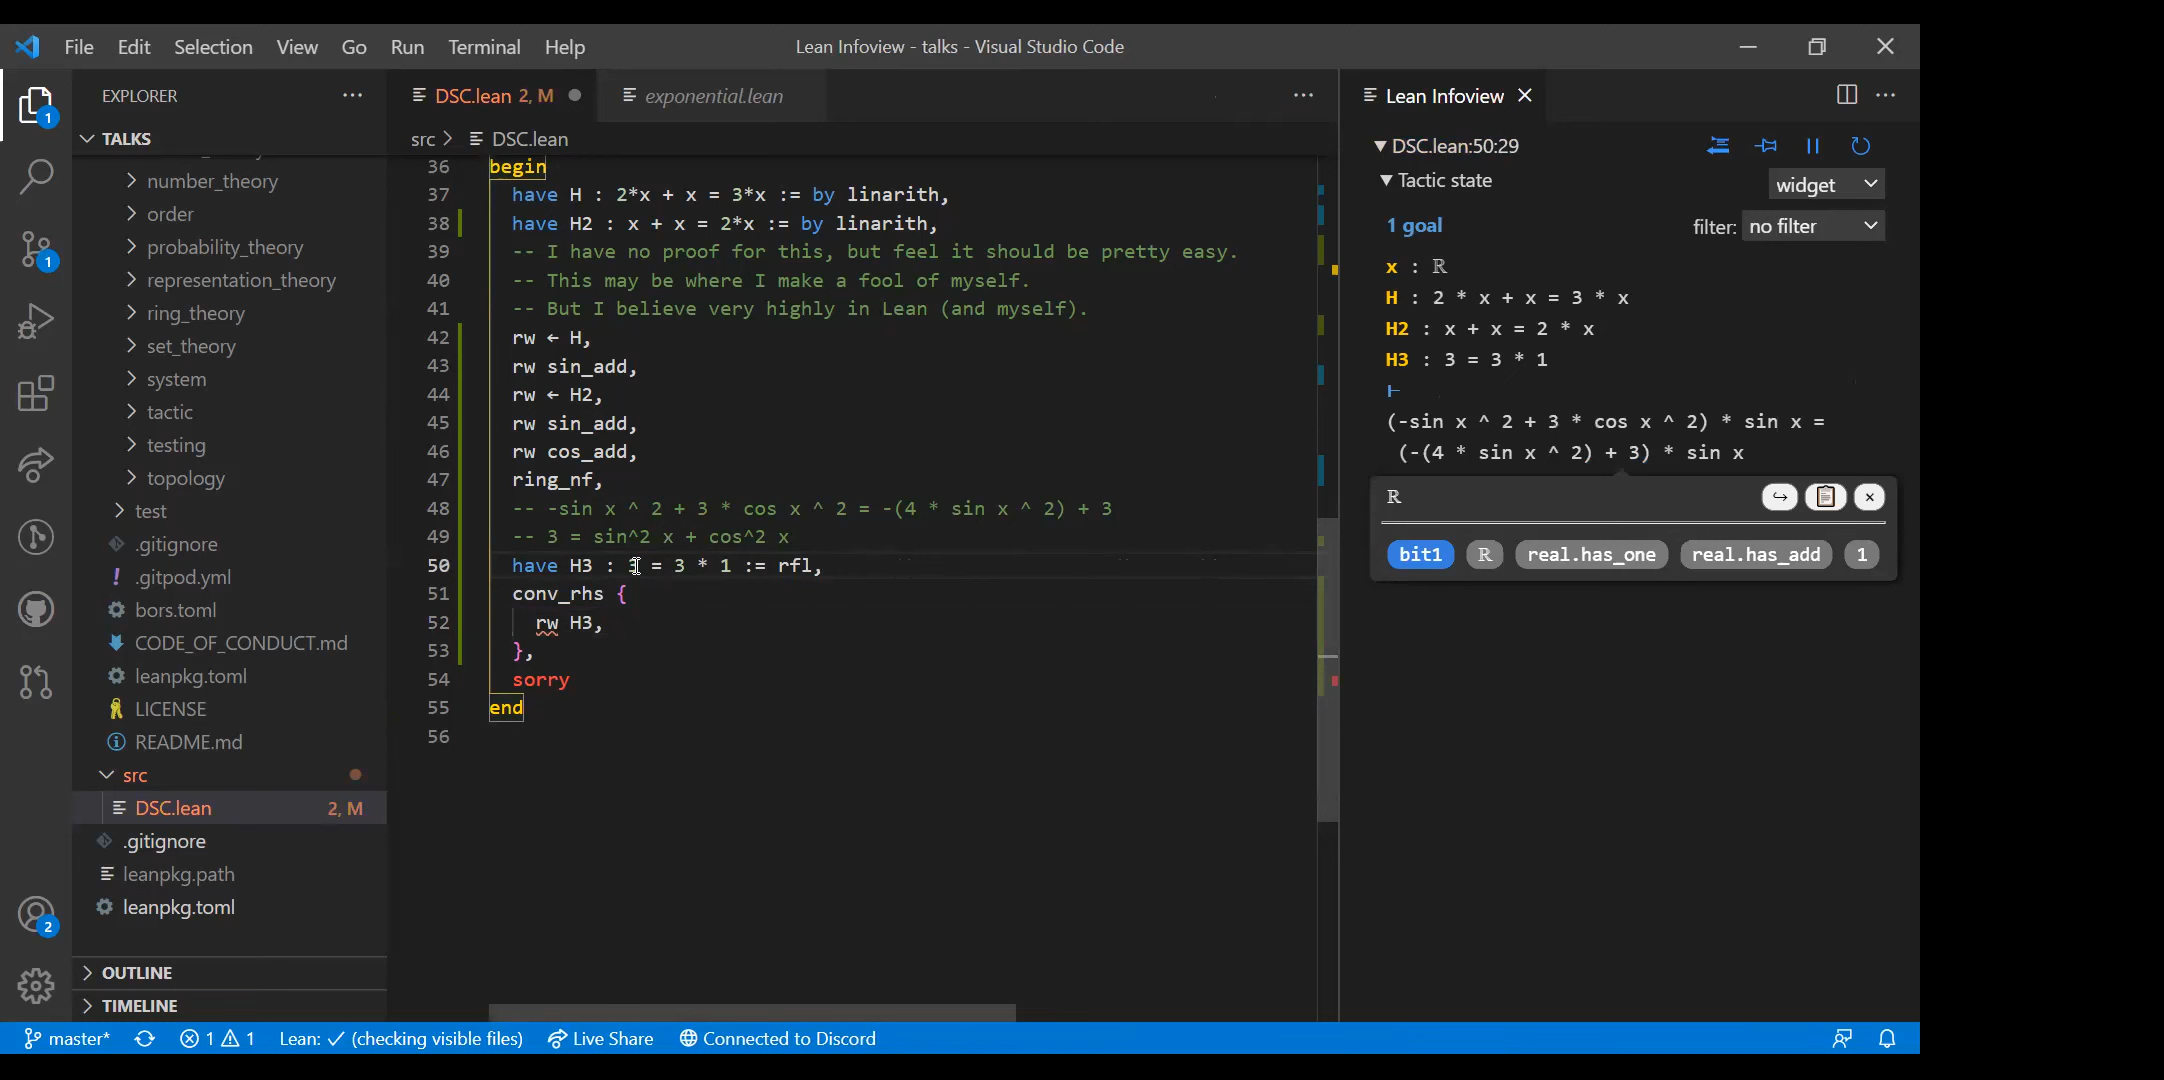 File Edit Selection View Go Run Terminal Help
Lean Infoview - talks - Visual Studio Code
EXPLORER
TALKS
number_theory
order
probability_theory
representation_theory
ring_theory
set_theory
system
tactic
testing
topology
test
.gitignore
.gitpod.yml
bors.toml
CODE_OF_CONDUCT.md
leanpkg.toml
LICENSE
README.md
src
DSC.lean 2, M
.gitignore
leanpkg.path
leanpkg.toml
OUTLINE
TIMELINE
1
1
2
DSC.lean 2, M
exponential.lean
src > DSC.lean
36 begin
37 have H : 2*x + x = 3*x := by linarith,
38 have H2 : x + x = 2*x := by linarith,
39 -- I have no proof for this, but feel it should be pretty easy.
40 -- This may be where I make a fool of myself.
41 -- But I believe very highly in Lean (and myself).
42 rw ← H,
43 rw sin_add,
44 rw ← H2,
45 rw sin_add,
46 rw cos_add,
47 ring_nf,
48 -- -sin x ^ 2 + 3 * cos x ^ 2 = -(4 * sin x ^ 2) + 3
49 -- 3 = sin^2 x + cos^2 x
50 have H3 : 3 = 3 * 1 := rfl,
51 conv_rhs {
52 rw H3,
53 },
54 sorry
55 end
56
Lean Infoview
DSC.lean:50:29
Tactic state
widget
1 goal
filter: no filter
x : ℝ
H : 2 * x + x = 3 * x
H2 : x + x = 2 * x
H3 : 3 = 3 * 1
⊢
(-sin x ^ 2 + 3 * cos x ^ 2) * sin x =
(-(4 * sin x ^ 2) + 3) * sin x
ℝ
bit1 ℝ real.has_one real.has_add 1
master* 1 1 Lean: ✓ (checking visible files) Live Share Connected to Discord